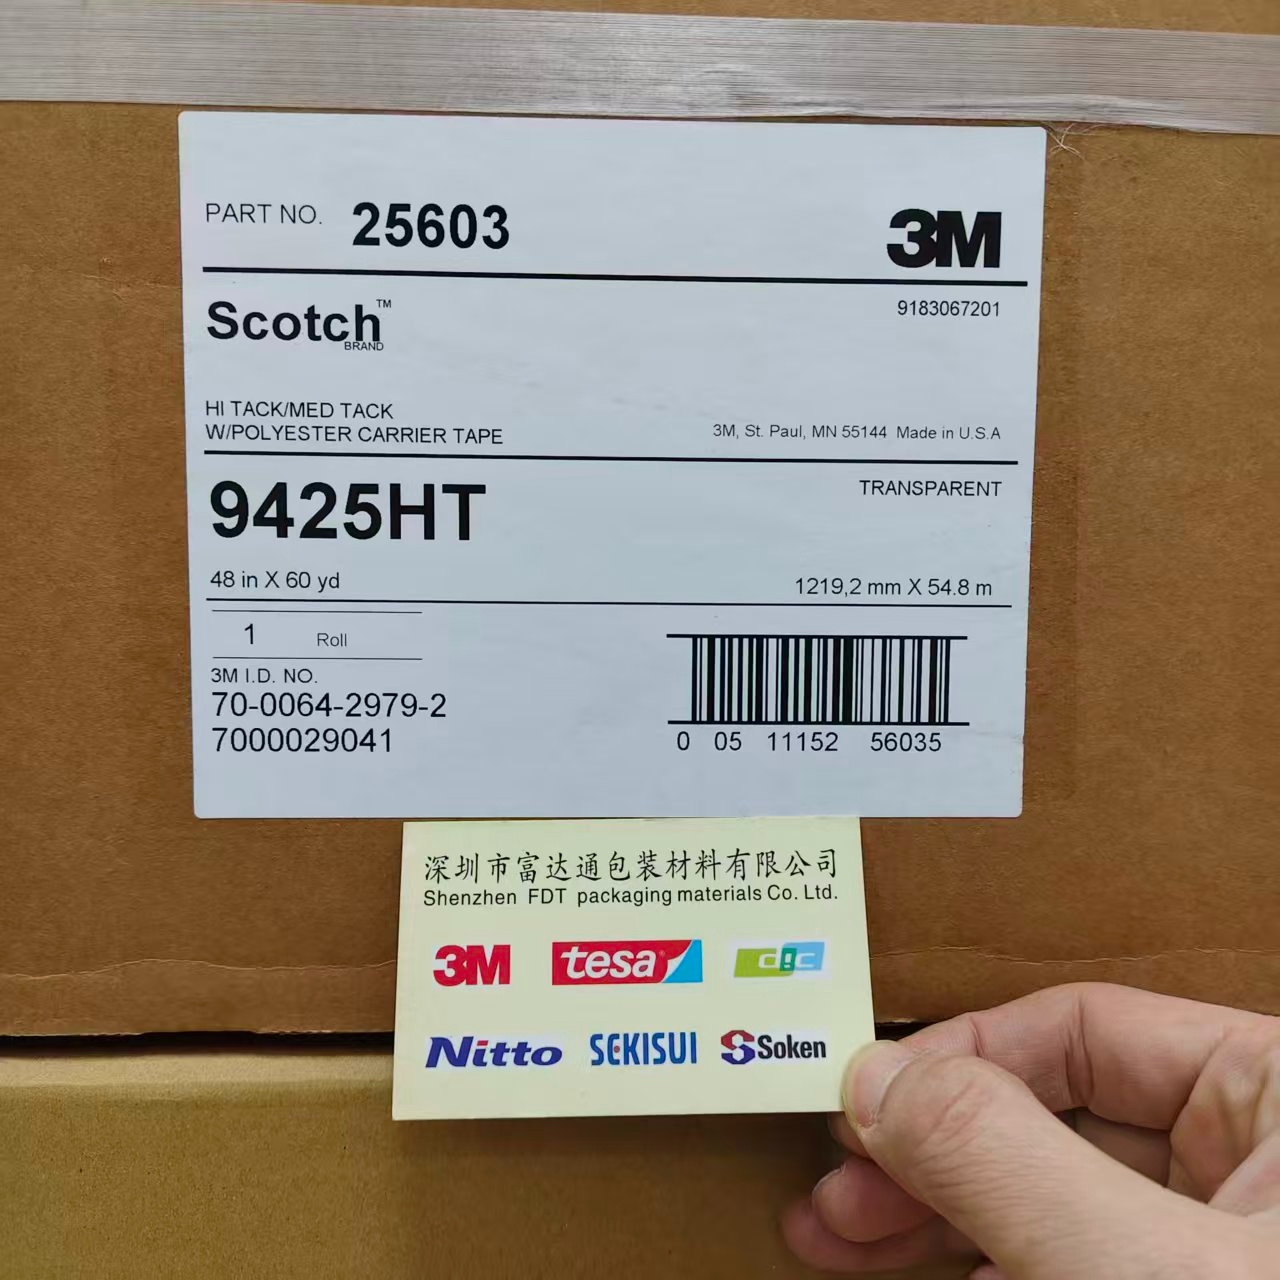 PART NO. 25603
3M
Scotch™
BRAND
9183067201
HI TACK/MED TACK
W/POLYESTER CARRIER TAPE
3M, St. Paul, MN 55144 Made in U.S.A
9425HT
TRANSPARENT
48 in X 60 yd
1219,2 mm X 54.8 m
1 Roll
3M I.D. NO.
70-0064-2979-2
7000029041
0 05 11152 56035
深圳市富达通包装材料有限公司
Shenzhen FDT packaging materials Co. Ltd.
3M tesa d!c
Nitto SEKISUI Soken